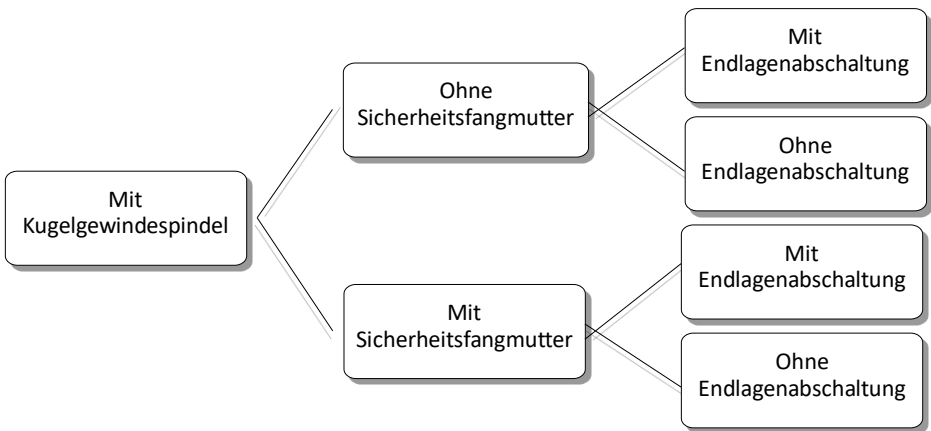 Mit
Kugelgewindespindel
Ohne
Sicherheitsfangmutter
Mit
Endlagenabschaltung
Ohne
Endlagenabschaltung
Mit
Sicherheitsfangmutter
Mit
Endlagenabschaltung
Ohne
Endlagenabschaltung